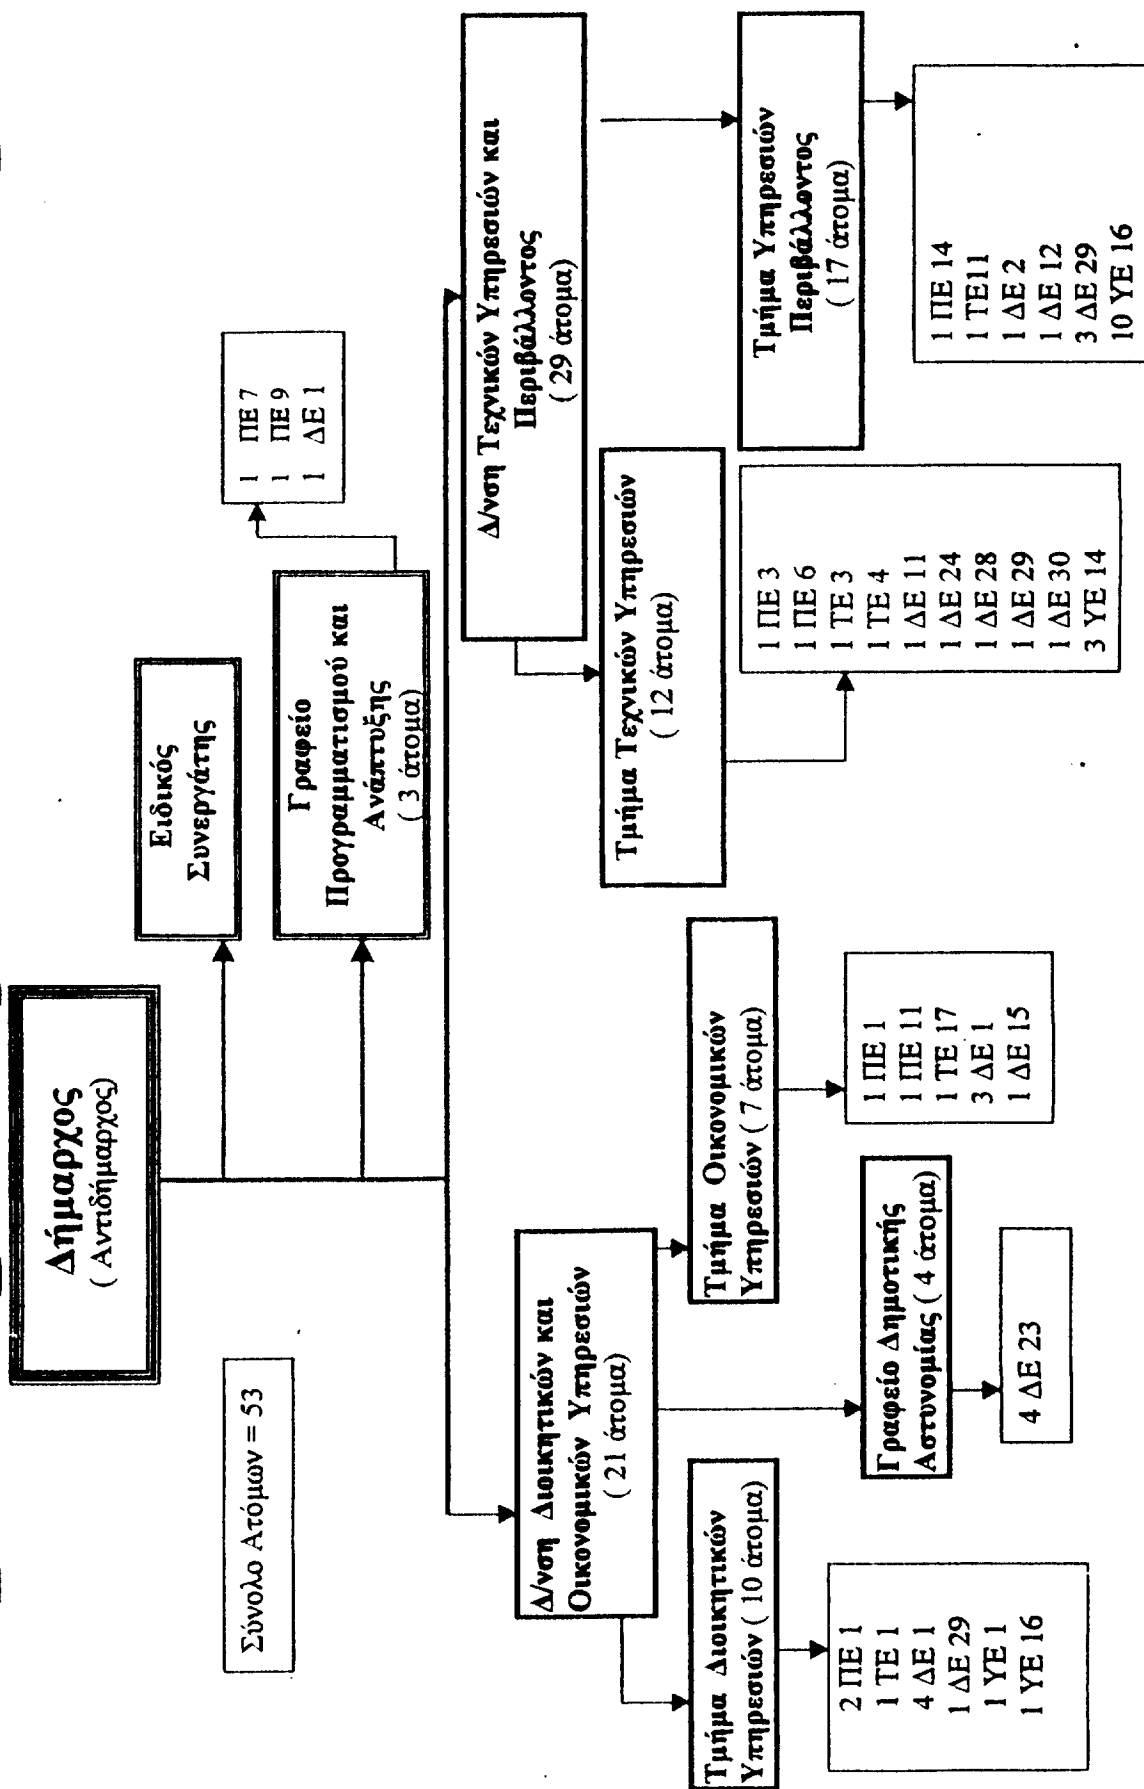 Δήμαρχος
( Αντιδήμαρχος)
Σύνολο Ατόμων = 53
Ειδικός
Συνεργάτης
Γραφείο
Προγραμματισμού και
Ανάπτυξης
( 3 άτομα)
1 ΠΕ 7
1 ΠΕ 9
1 ΔΕ 1
Δ/νση Διοικητικών και
Οικονομικών Υπηρεσιών
( 21 άτομα)
Δ/νση Τεχνικών Υπηρεσιών και
Περιβάλλοντος
( 29 άτομα)
Τμήμα Διοικητικών
Υπηρεσιών ( 10 άτομα)
2 ΠΕ 1
1 ΤΕ 1
4 ΔΕ 1
1 ΔΕ 29
1 ΥΕ 1
1 ΥΕ 16
Γραφείο Δημοτικής
Αστυνομίας ( 4 άτομα)
4 ΔΕ 23
Τμήμα Οικονομικών
Υπηρεσιών ( 7 άτομα)
1 ΠΕ 1
1 ΠΕ 11
1 ΤΕ 17
3 ΔΕ 1
1 ΔΕ 15
Τμήμα Τεχνικών Υπηρεσιών
( 12 άτομα)
1 ΠΕ 3
1 ΠΕ 6
1 ΤΕ 3
1 ΤΕ 4
1 ΔΕ 11
1 ΔΕ 24
1 ΔΕ 28
1 ΔΕ 29
1 ΔΕ 30
3 ΥΕ 14
Τμήμα Υπηρεσιών
Περιβάλλοντος
( 17 άτομα)
1 ΠΕ 14
1 ΤΕ11
1 ΔΕ 2
1 ΔΕ 12
3 ΔΕ 29
10 ΥΕ 16